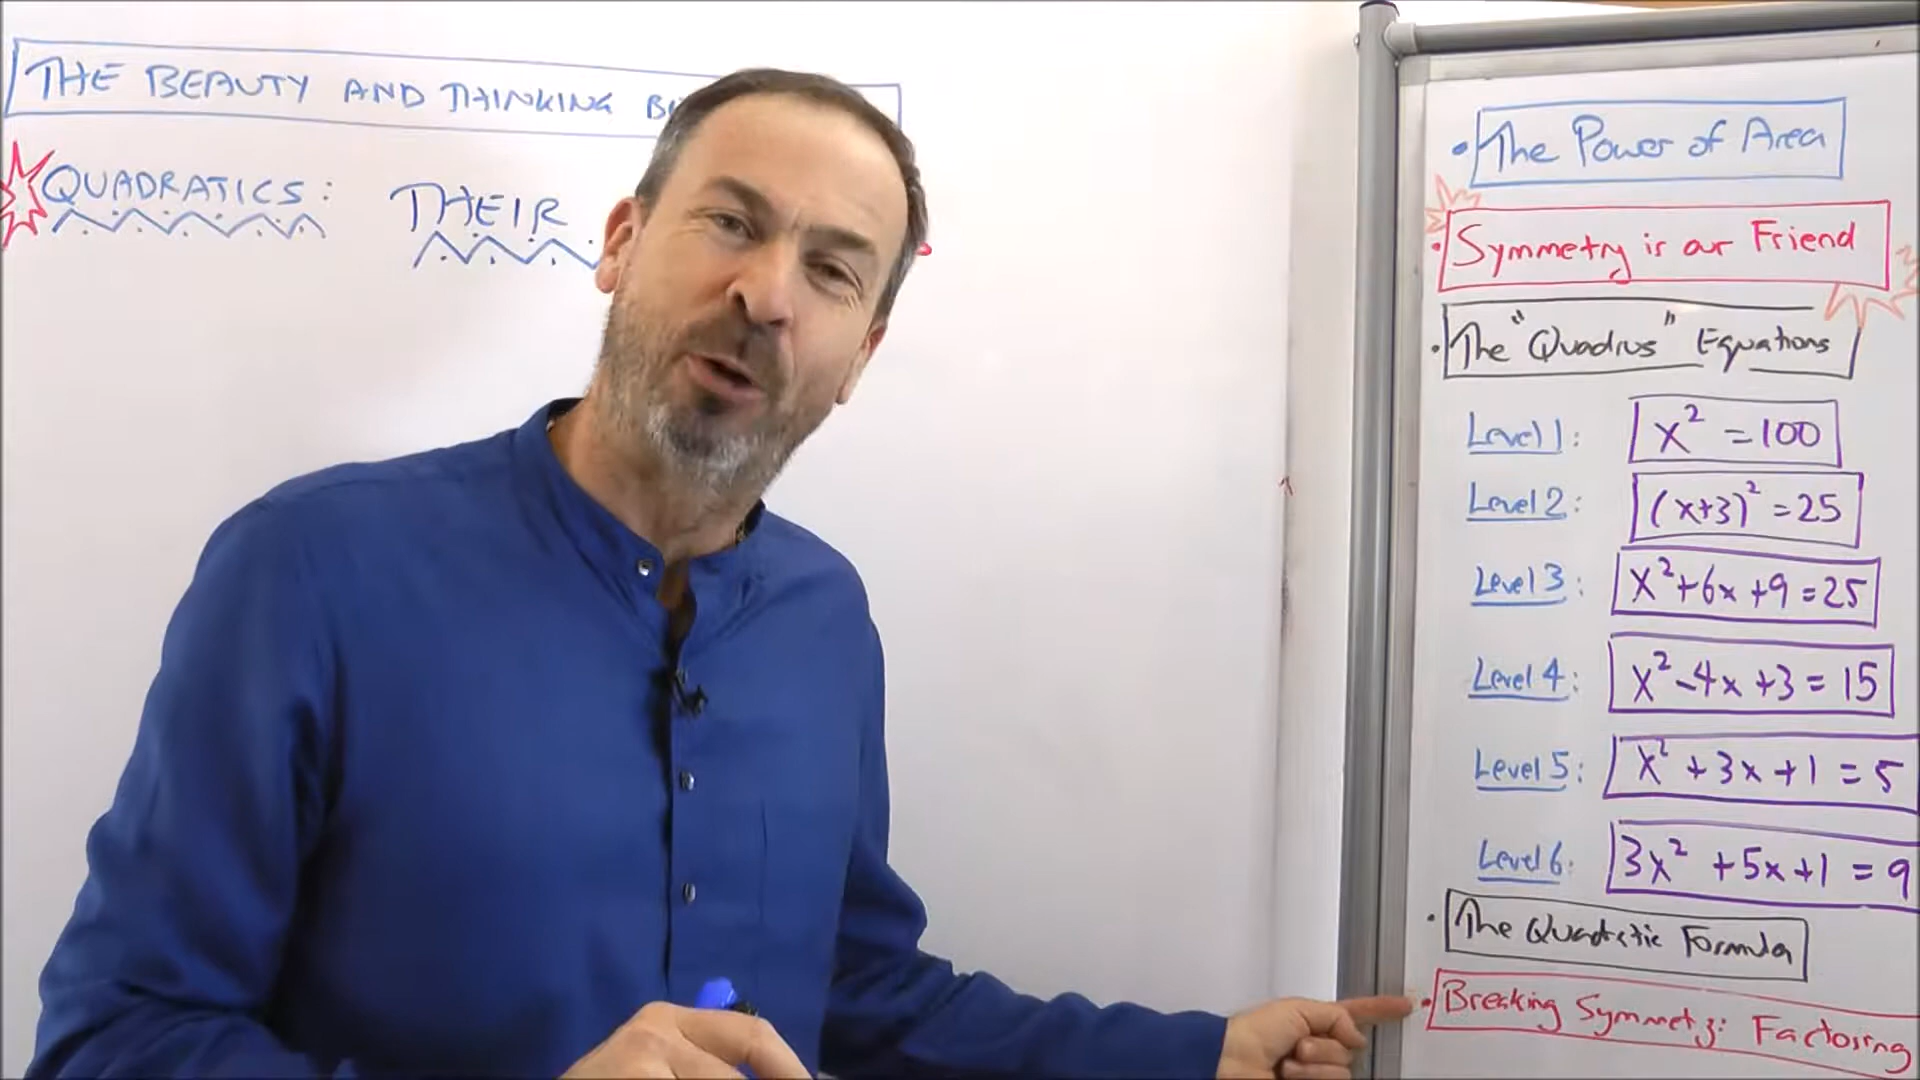 THE BEAUTY AND THINKING
QUADRATICS: THEIR
• The Power of Area
• Symmetry is our Friend
• The "Quadrus" Equations
Level 1: x² = 100
Level 2: (x+3)² = 25
Level 3: x² + 6x + 9 = 25
Level 4: x² - 4x + 3 = 15
Level 5: x² + 3x + 1 = 5
Level 6: 3x² + 5x + 1 = 9
• The Quadratic Formula
• Breaking Symmetry: Factoring